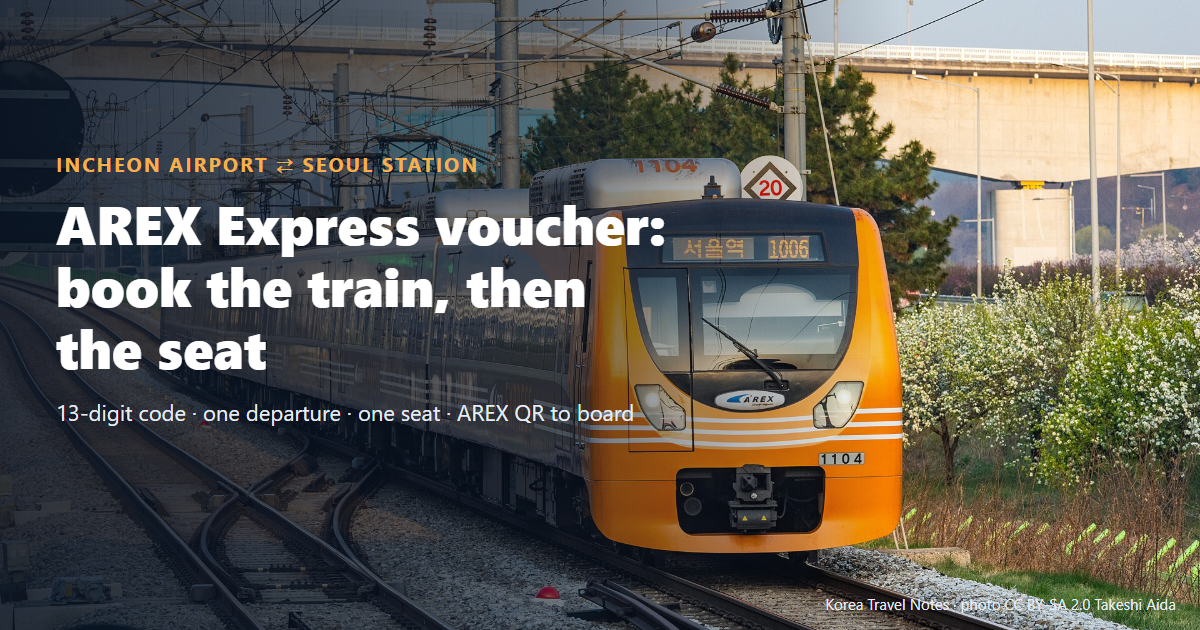 INCHEON AIRPORT ⇄ SEOUL STATION
AREX Express voucher:
book the train, then
the seat
13-digit code · one departure · one seat · AREX QR to board
1104
20
서울역 1006
AREX
1104
Korea Travel Notes · photo CC BY-SA 2.0 Takeshi Aida